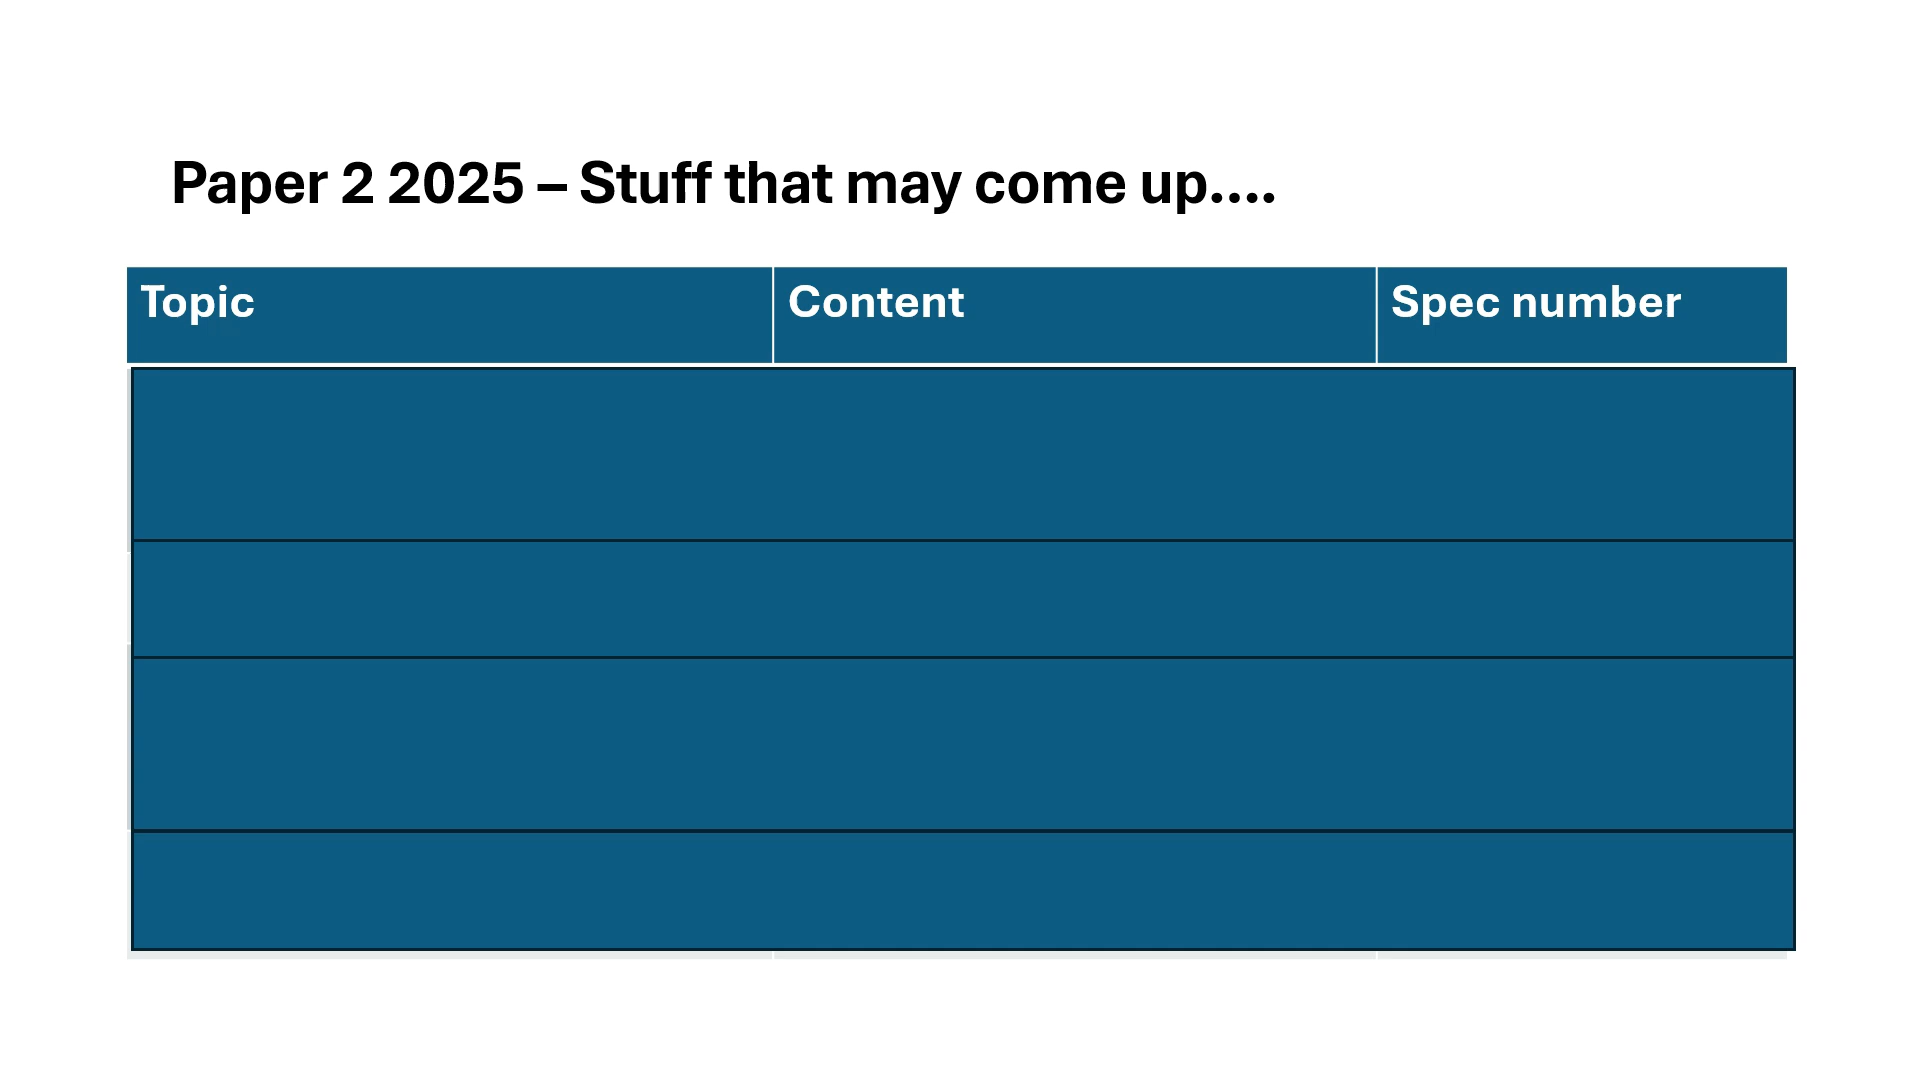 Paper 2 2025 – Stuff that may come up....
Topic
Content
Spec number